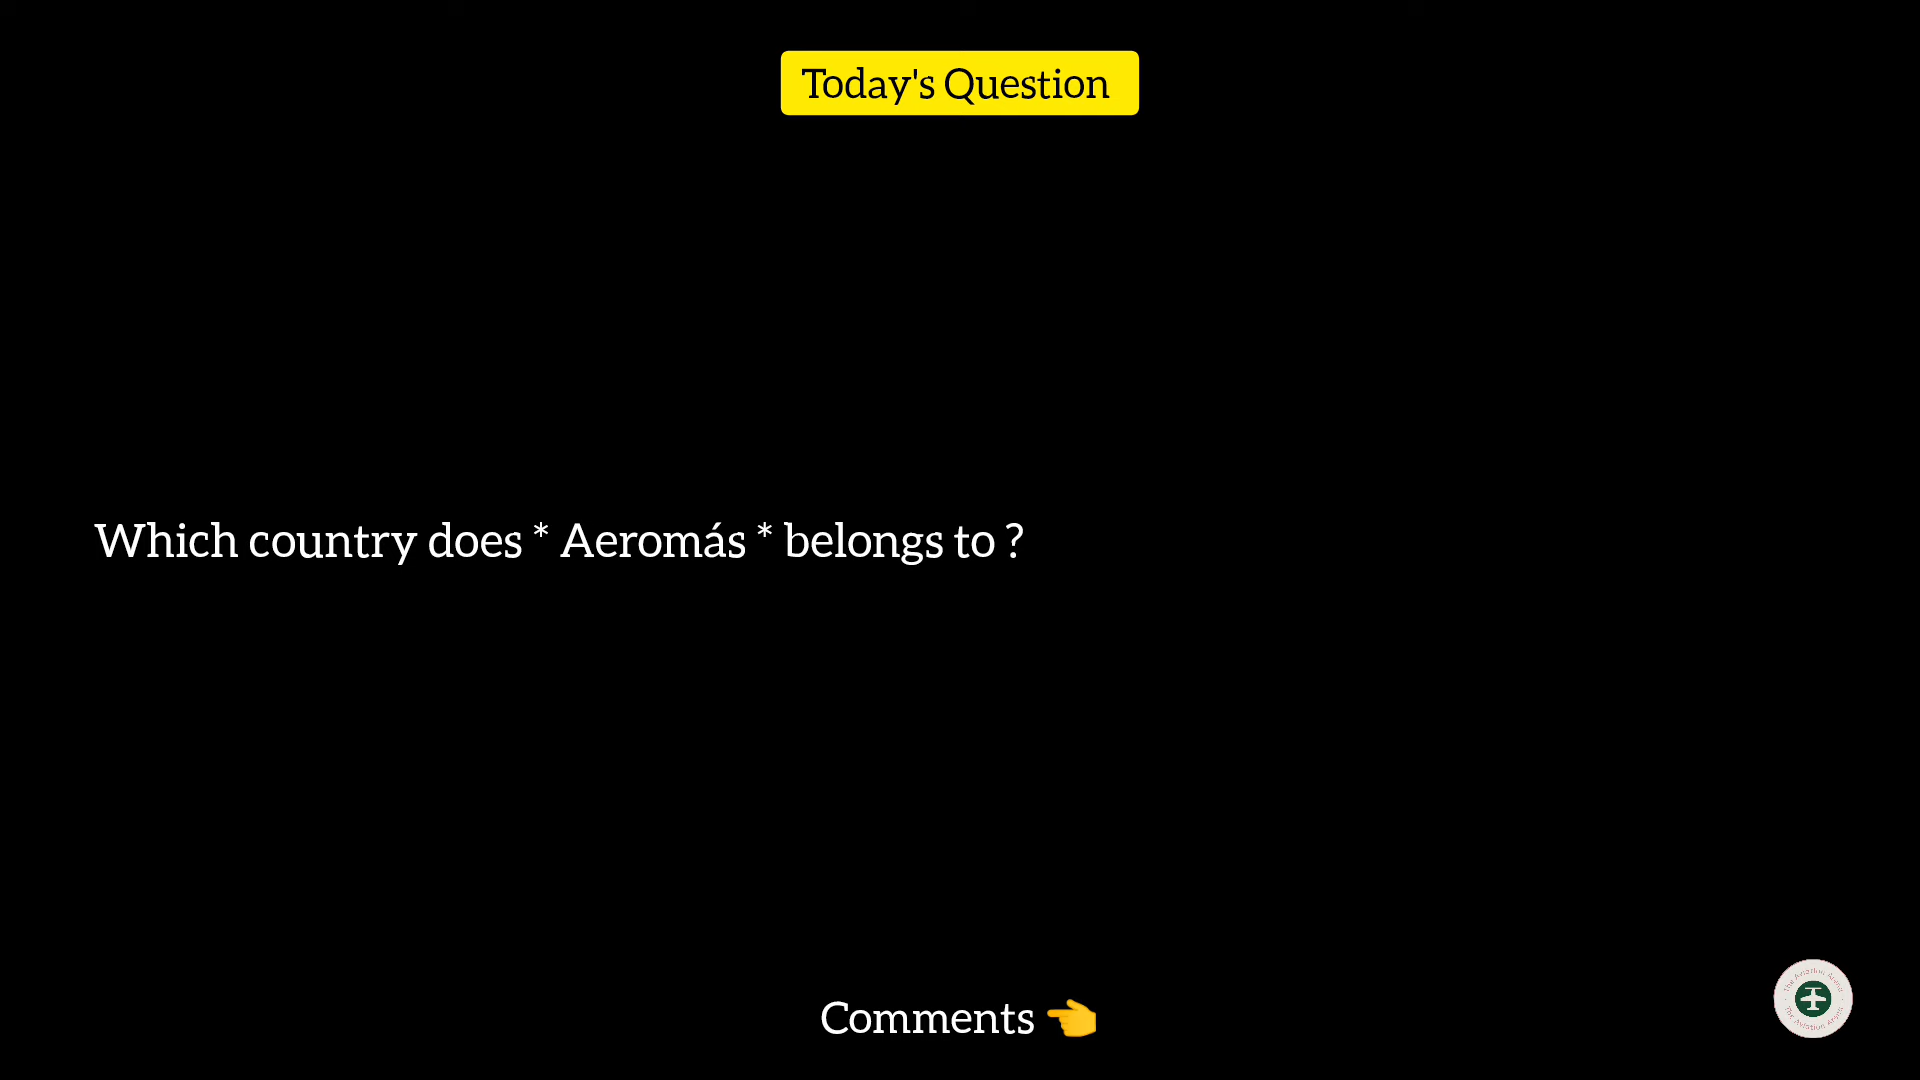 Today's Question
Which country does * Aeromás * belongs to ?
Comments 👈